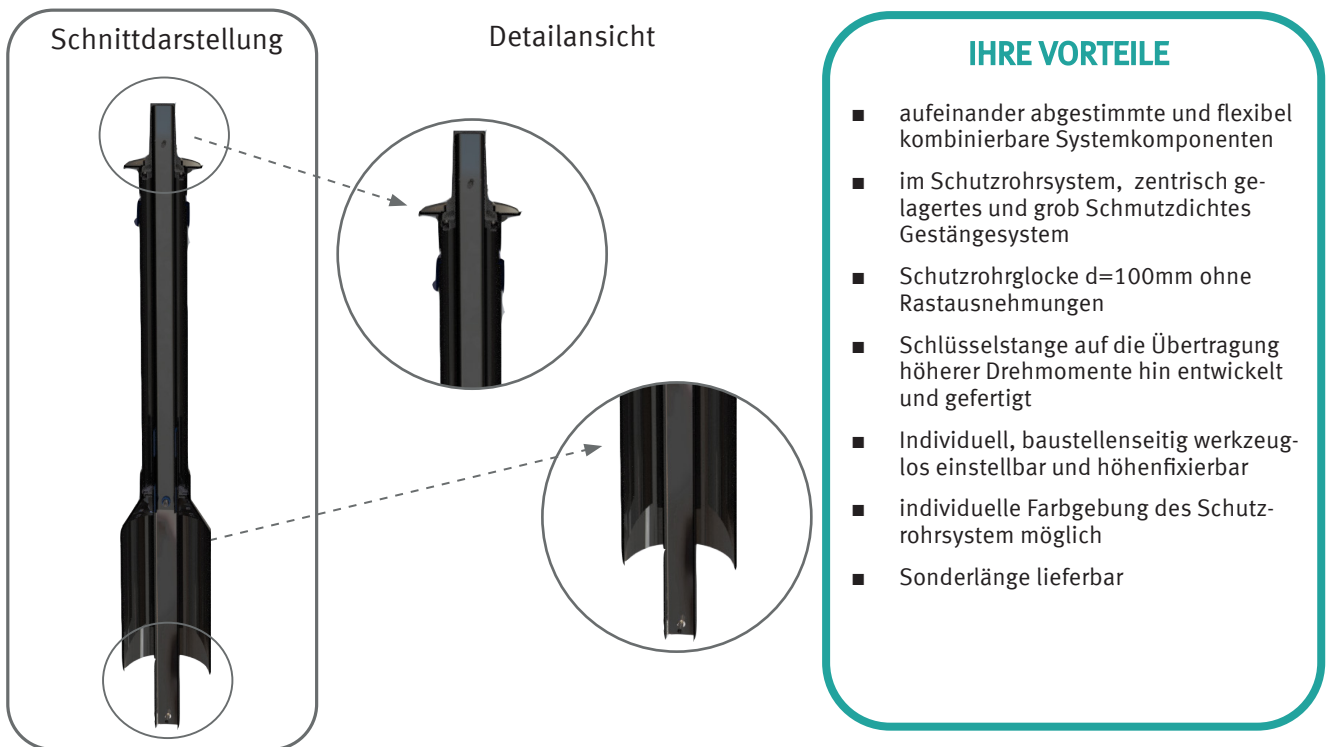 Schnittdarstellung
Detailansicht
IHRE VORTEILE
■ aufeinander abgestimmte und flexibel
kombinierbare Systemkomponenten
■ im Schutzrohrsystem, zentrisch ge-
lagertes und grob Schmutzdichtes
Gestängesystem
■ Schutzrohrglocke d=100mm ohne
Rastausnehmungen
■ Schlüsselstange auf die Übertragung
höherer Drehmomente hin entwickelt
und gefertigt
■ Individuell, baustellenseitig werkzeug-
los einstellbar und höhenfixierbar
■ individuelle Farbgebung des Schutz-
rohrsystem möglich
■ Sonderlänge lieferbar